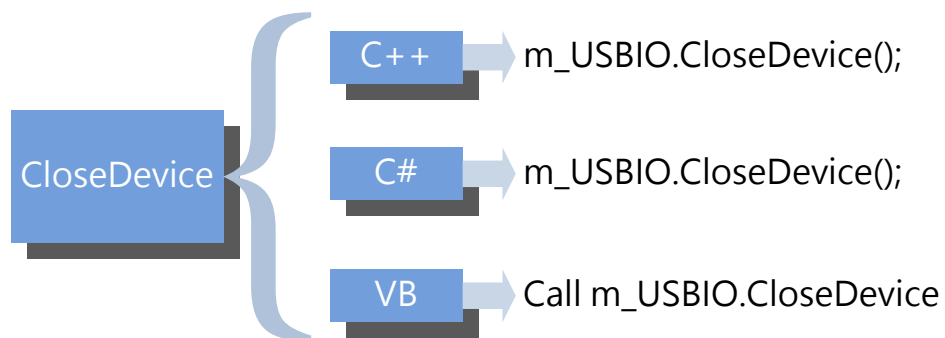 CloseDevice
C++
m_USBIO.CloseDevice();
C#
m_USBIO.CloseDevice();
VB
Call m_USBIO.CloseDevice